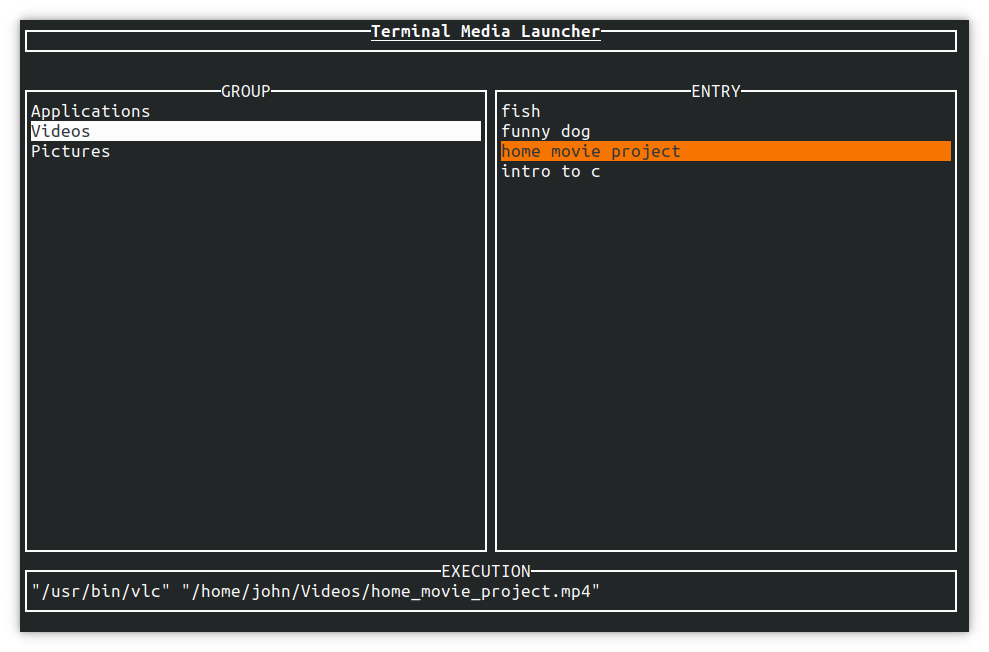 Terminal Media Launcher
GROUP
Applications
Videos
Pictures
ENTRY
fish
funny dog
home movie project
intro to c
EXECUTION
"/usr/bin/vlc" "/home/john/Videos/home_movie_project.mp4"